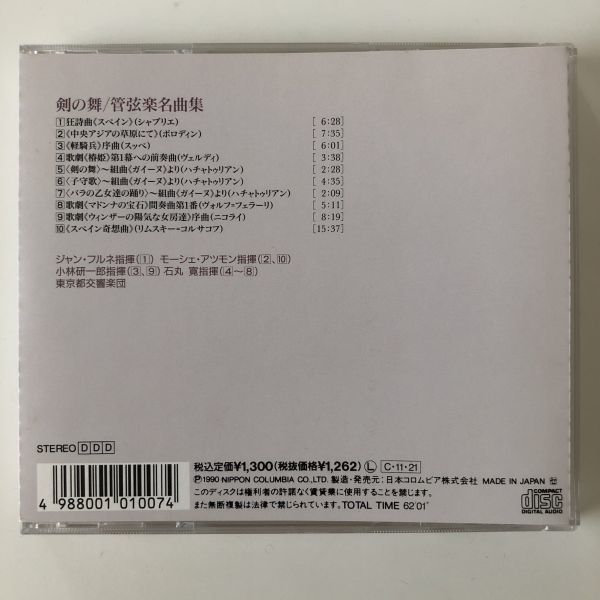 剣の舞/管弦楽名曲集
1 狂詩曲《スペイン》(シャブリエ) [ 6:28]
2 《中央アジアの草原にて》(ボロディン) [ 7:35]
3 《軽騎兵》序曲(スッペ) [ 6:01]
4 歌劇《椿姫》第1幕への前奏曲(ヴェルディ) [ 3:38]
5 〈剣の舞〉〜組曲《ガイーヌ》より(ハチャトゥリアン) [ 2:28]
6 〈子守歌〉〜組曲《ガイーヌ》より(ハチャトゥリアン) [ 4:35]
7 〈バラの乙女達の踊り〉〜組曲《ガイーヌ》より(ハチャトゥリアン) [ 2:09]
8 歌劇《マドンナの宝石》間奏曲第1番(ヴォルフ=フェラーリ) [ 5:11]
9 歌劇《ウィンザーの陽気な女房達》序曲(ニコライ) [ 8:19]
10 《スペイン奇想曲》(リムスキー=コルサコフ) [15:37]
ジャン・フルネ指揮(1) モーシェ・アツモン指揮(2、10)
小林研一郎指揮(3、9) 石丸 寛指揮(4〜8)
東京都交響楽団
STEREO D D D
税込定価¥1,300(税抜価格¥1,262) L C・11・21
Ⓟ1990 NIPPON COLUMBIA CO.,LTD. 製造・発売元:日本コロムビア株式会社 MADE IN JAPAN
このディスクは権利者の許諾なく賃貸業に使用することを禁じます。
また無断複製は法律で禁じられています。TOTAL TIME 62′01″
4 988001 010074
COMPACT
disc
DIGITAL AUDIO